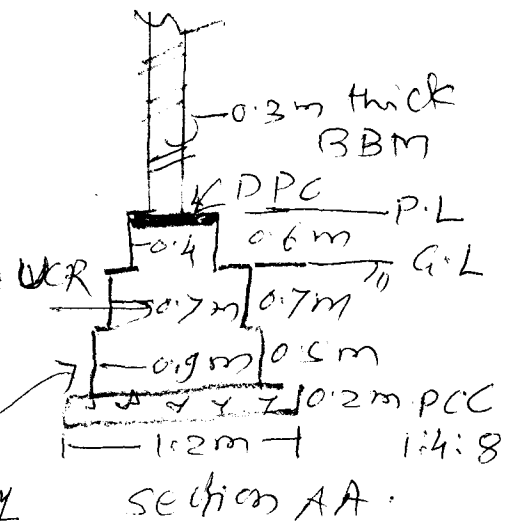 0.3m thick
BBM
DPC
P.L
0.4 0.6m
G.L
UCR
0.7m 0.7m
0.9m 0.5m
0.2m PCC
1.2m 1:4:8
Section AA.